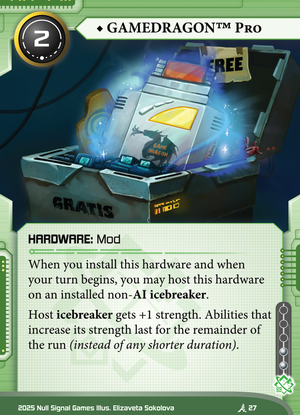 2
◆ GAMEDRAGON™ Pro
FREE
GAME
DRAGON
GRATIS
HARDWARE: Mod
When you install this hardware and when
your turn begins, you may host this hardware
on an installed non-AI icebreaker.
Host icebreaker gets +1 strength. Abilities that
increase its strength last for the remainder of
the run (instead of any shorter duration).
2025 Null Signal Games Illus. Elizaveta Sokolova
27